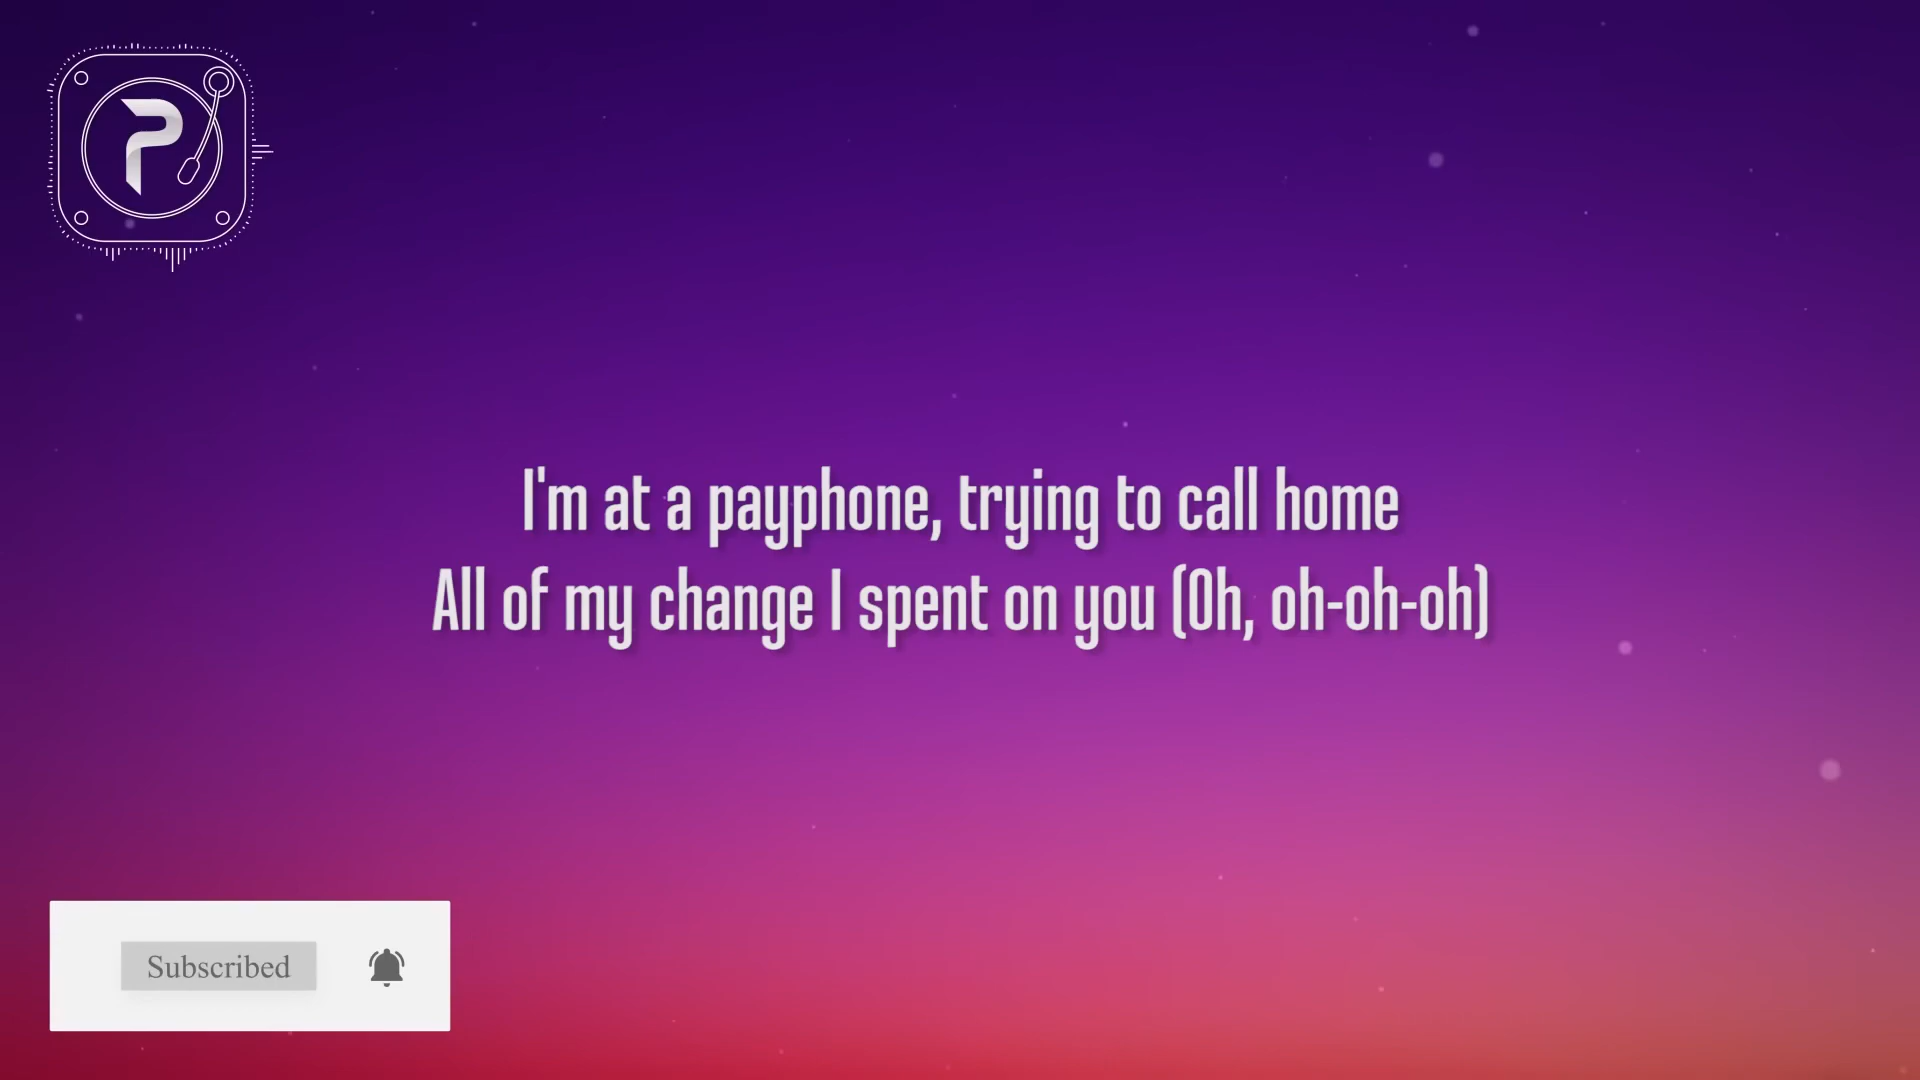 P
I'm at a payphone, trying to call home
All of my change I spent on you (Oh, oh-oh-oh)
Subscribed